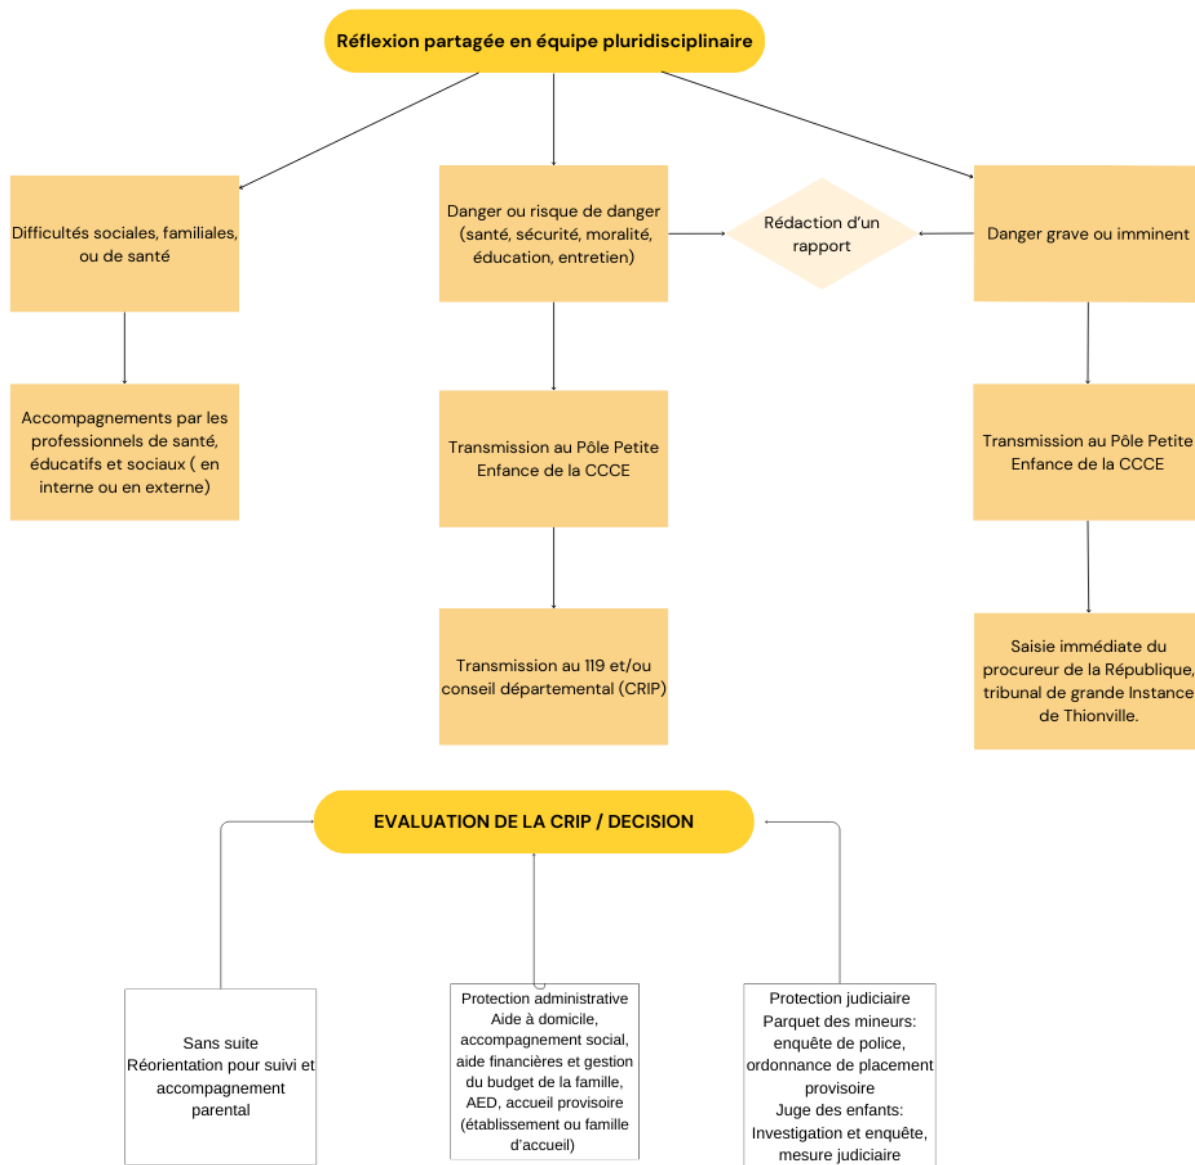 Réflexion partagée en équipe pluridisciplinaire
Difficultés sociales, familiales,
ou de santé
Danger ou risque de danger
(santé, sécurité, moralité,
éducation, entretien)
Rédaction d'un
rapport
Danger grave ou imminent
Accompagnements par les
professionnels de santé,
éducatifs et sociaux ( en
interne ou en externe)
Transmission au Pôle Petite
Enfance de la CCCE
Transmission au Pôle Petite
Enfance de la CCCE
Transmission au 119 et/ou
conseil départemental (CRIP)
Saisie immédiate du
procureur de la République,
tribunal de grande Instance
de Thionville.
EVALUATION DE LA CRIP / DECISION
Sans suite
Réorientation pour suivi et
accompagnement
parental
Protection administrative
Aide à domicile,
accompagnement social,
aide financières et gestion
du budget de la famille,
AED, accueil provisoire
(établissement ou famille
d'accueil)
Protection judiciaire
Parquet des mineurs:
enquête de police,
ordonnance de placement
provisoire
Juge des enfants:
Investigation et enquête,
mesure judiciaire